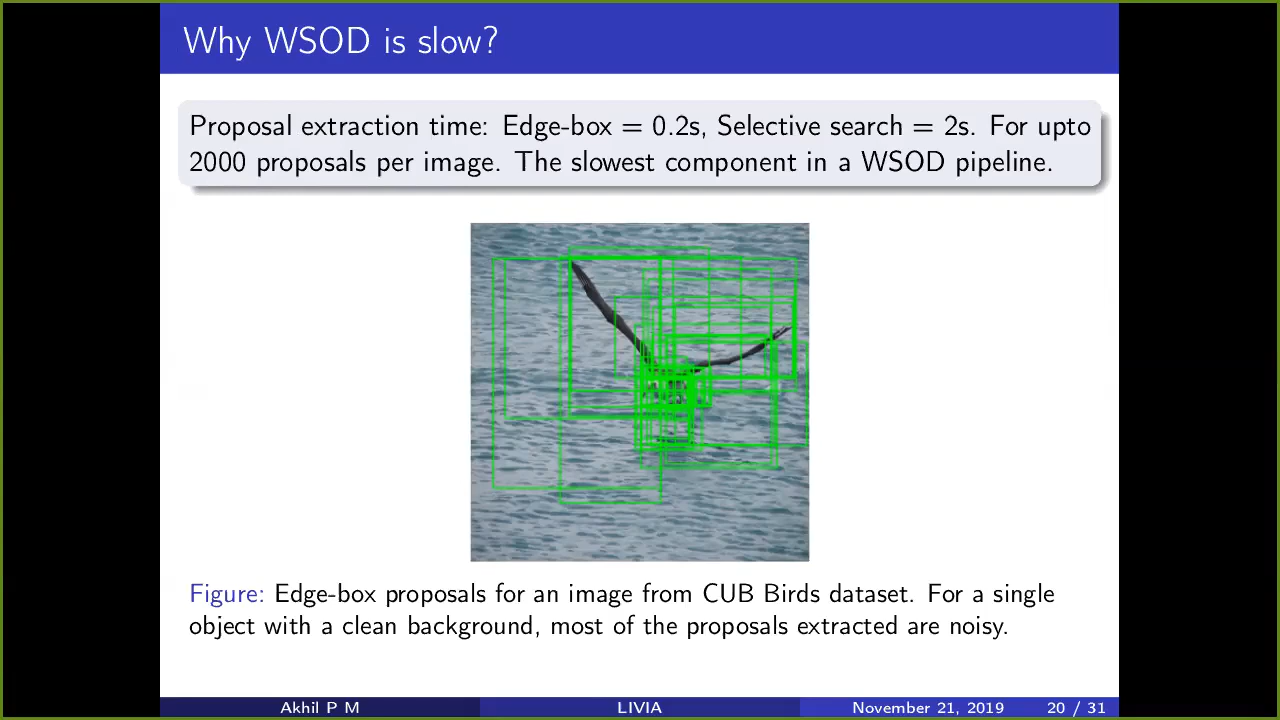 Why WSOD is slow?
Proposal extraction time: Edge-box = 0.2s, Selective search = 2s. For upto
2000 proposals per image. The slowest component in a WSOD pipeline.
Figure: Edge-box proposals for an image from CUB Birds dataset. For a single
object with a clean background, most of the proposals extracted are noisy.
Akhil P M LIVIA November 21, 2019 20 / 31